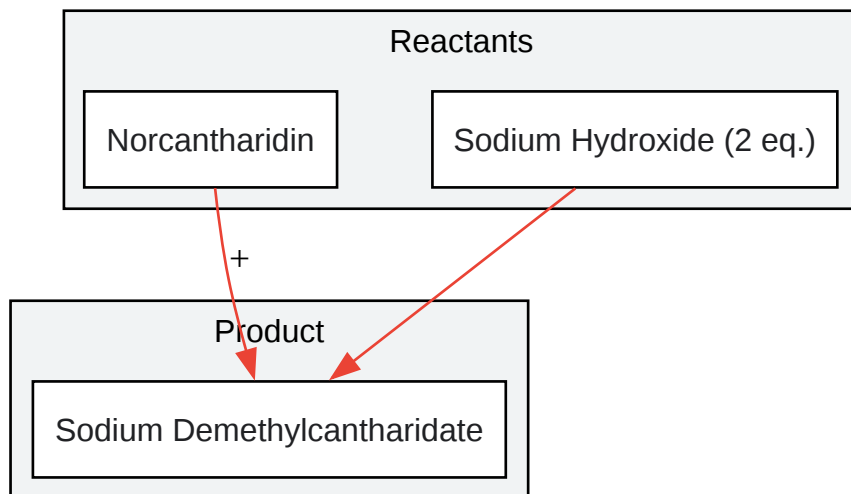 Reactants
Norcantharidin
Sodium Hydroxide (2 eq.)
+
Product
Sodium Demethylcantharidate